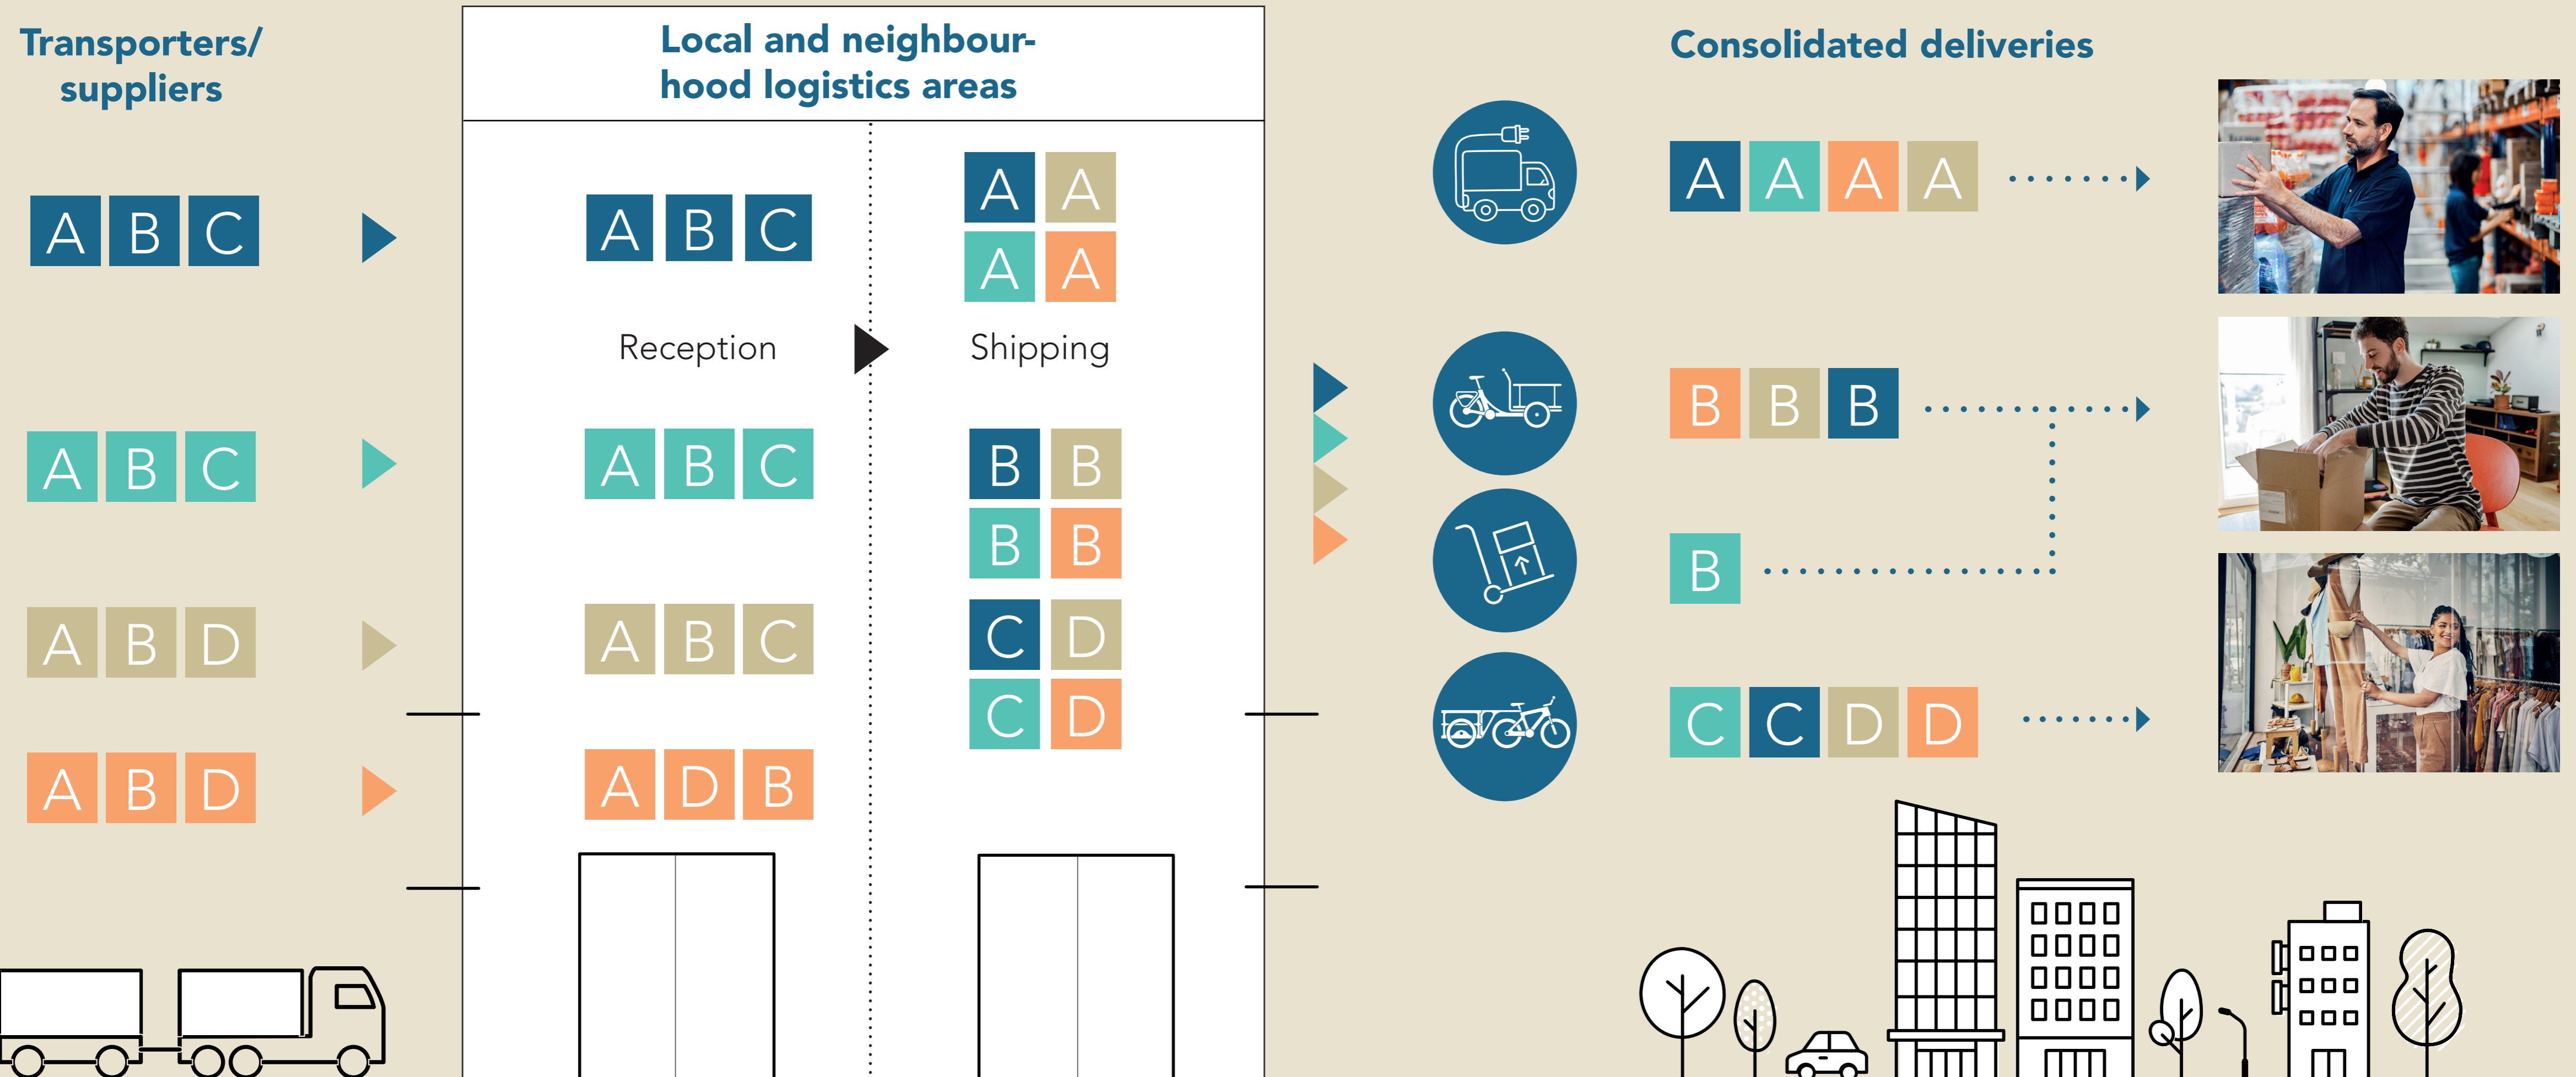 Transporters/
suppliers
A B C
A B C
A B D
A B D
Local and neighbour-
hood logistics areas
A B C
Reception
A B C
A B C
A D B
A A
A A
Shipping
B B
B B
C D
C D
Consolidated deliveries
A A A A
B B B
B
C C D D